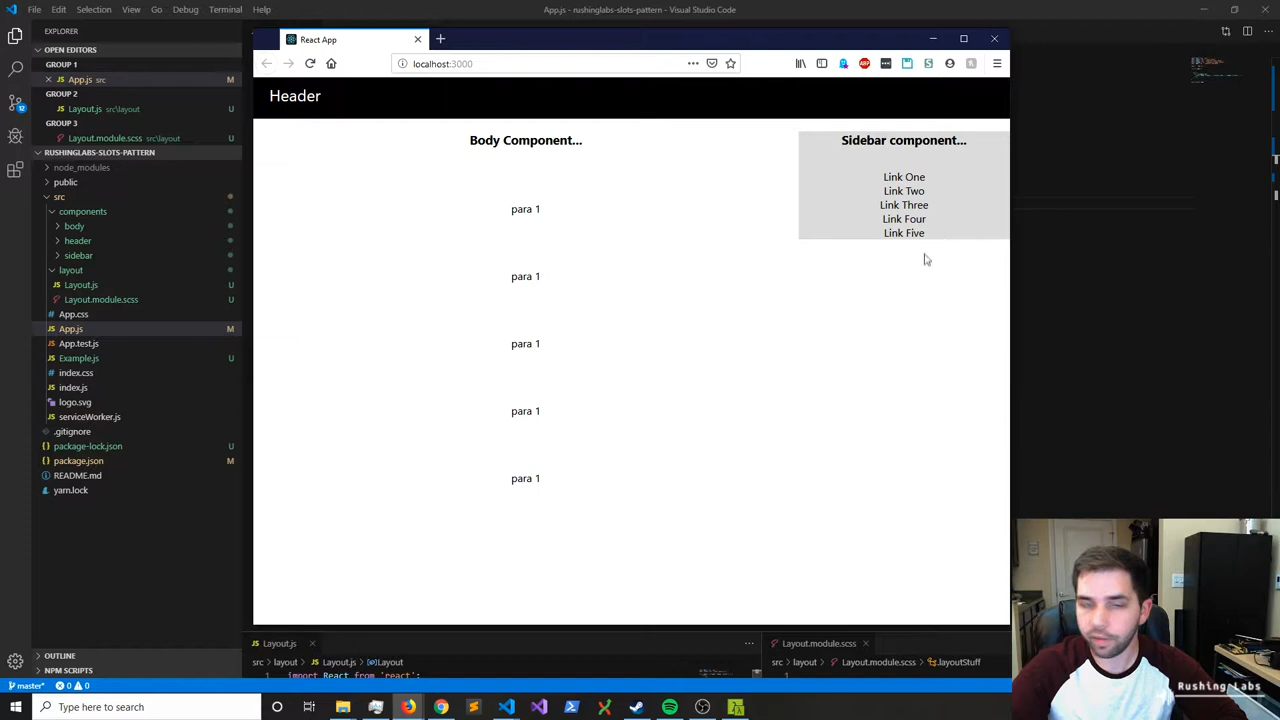 File Edit Selection View Go Debug Terminal Help App.js - rushinglabs-slots-pattern - Visual Studio Code
EXPLORER
OPEN EDITORS
GROUP 1
App.js src M
GROUP 2
Layout.js src\layout U
GROUP 3
Layout.module.scss src/layout U
RUSHINGLABS-SLOTS-PATTERN
node_modules
public
src
components
body
header
sidebar
layout
Layout.js U
Layout.module.scss U
App.css
App.js M
App.test.js
Example.js U
index.css
index.js
logo.svg
serviceWorker.js
.gitignore
package-lock.json U
package.json M
README.md
yarn.lock
OUTLINE
NPM SCRIPTS
master* 0 0
12
React App
localhost:3000
ABP
Header
Body Component...
para 1
para 1
para 1
para 1
para 1
Sidebar component...
Link One
Link Two
Link Three
Link Four
Link Five
Layout.js
src > layout > Layout.js > Layout
1 import React from 'react';
Layout.module.scss
src > layout > Layout.module.scss > .layoutStuff
1
Rushing Labs
Type here to search